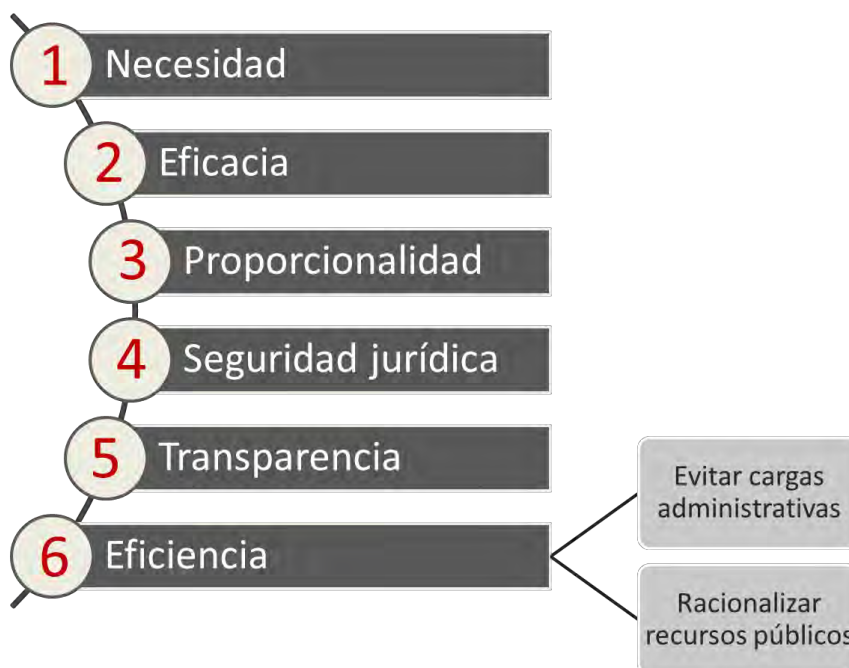 1 Necesidad
2 Eficacia
3 Proporcionalidad
4 Seguridad jurídica
5 Transparencia
Evitar cargas
administrativas
6 Eficiencia
Racionalizar
recursos públicos